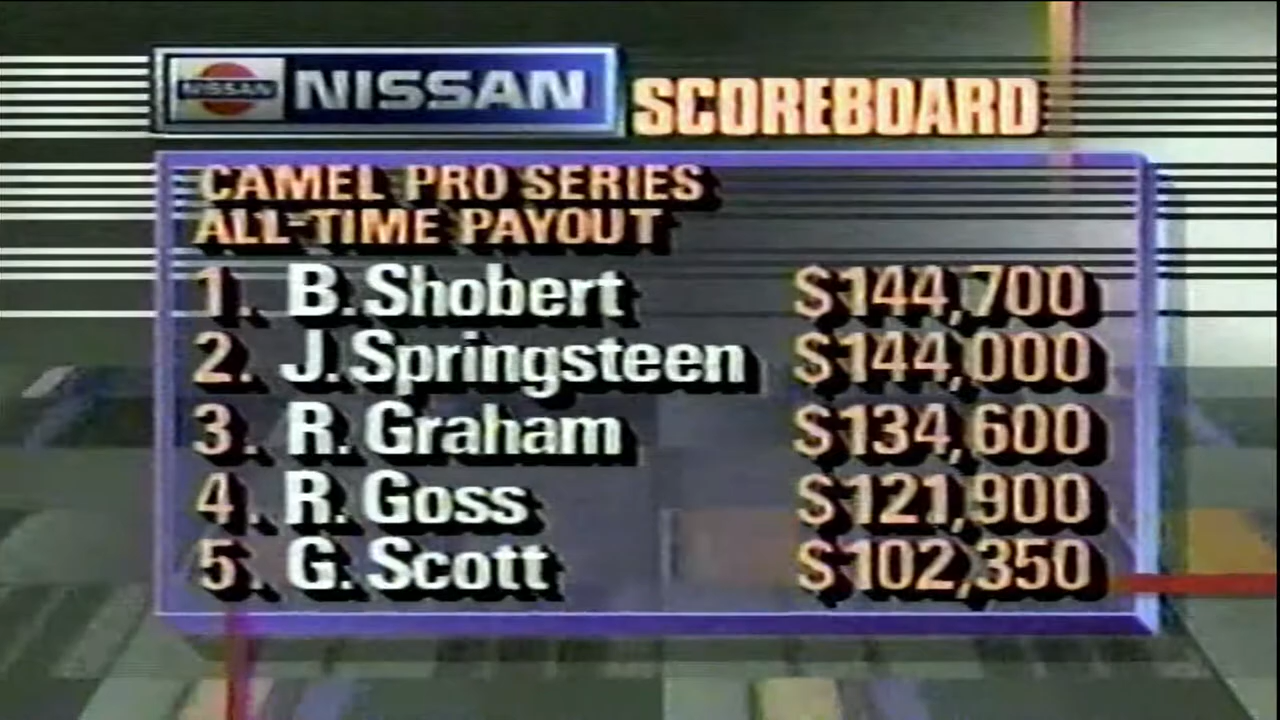 NISSAN NISSAN SCOREBOARD
CAMEL PRO SERIES
ALL-TIME PAYOUT
1. B. Shobert $144,700
2. J. Springsteen $144,000
3. R. Graham $134,600
4. R. Goss $121,900
5. G. Scott $102,350